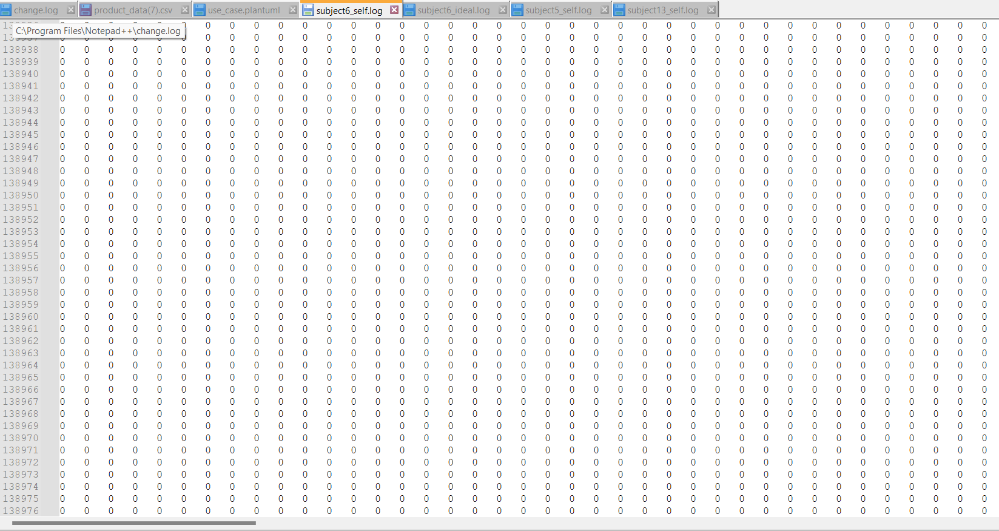 change.log product_data(7).csv use_case.plantuml subject6_self.log subject6_ideal.log subject5_self.log subject13_self.log
0 0 0 0 0 0 0 0 0 0 0 0 0 0 0 0 0 0 0 0 0 0 0 0 0 0 0 0 0 0 0 0 0
C:\Program Files\Notepad++\change.log
0 0 0 0 0 0 0 0 0 0 0 0 0 0 0 0 0 0 0 0 0 0 0 0 0 0 0 0 0 0 0 0 0
138938 0 0 0 0 0 0 0 0 0 0 0 0 0 0 0 0 0 0 0 0 0 0 0 0 0 0 0 0 0 0 0 0 0 0 0 0 0 0 0
138939 0 0 0 0 0 0 0 0 0 0 0 0 0 0 0 0 0 0 0 0 0 0 0 0 0 0 0 0 0 0 0 0 0 0 0 0 0 0 0
138940 0 0 0 0 0 0 0 0 0 0 0 0 0 0 0 0 0 0 0 0 0 0 0 0 0 0 0 0 0 0 0 0 0 0 0 0 0 0 0
138941 0 0 0 0 0 0 0 0 0 0 0 0 0 0 0 0 0 0 0 0 0 0 0 0 0 0 0 0 0 0 0 0 0 0 0 0 0 0 0
138942 0 0 0 0 0 0 0 0 0 0 0 0 0 0 0 0 0 0 0 0 0 0 0 0 0 0 0 0 0 0 0 0 0 0 0 0 0 0 0
138943 0 0 0 0 0 0 0 0 0 0 0 0 0 0 0 0 0 0 0 0 0 0 0 0 0 0 0 0 0 0 0 0 0 0 0 0 0 0 0
138944 0 0 0 0 0 0 0 0 0 0 0 0 0 0 0 0 0 0 0 0 0 0 0 0 0 0 0 0 0 0 0 0 0 0 0 0 0 0 0
138945 0 0 0 0 0 0 0 0 0 0 0 0 0 0 0 0 0 0 0 0 0 0 0 0 0 0 0 0 0 0 0 0 0 0 0 0 0 0 0
138946 0 0 0 0 0 0 0 0 0 0 0 0 0 0 0 0 0 0 0 0 0 0 0 0 0 0 0 0 0 0 0 0 0 0 0 0 0 0 0
138947 0 0 0 0 0 0 0 0 0 0 0 0 0 0 0 0 0 0 0 0 0 0 0 0 0 0 0 0 0 0 0 0 0 0 0 0 0 0 0
138948 0 0 0 0 0 0 0 0 0 0 0 0 0 0 0 0 0 0 0 0 0 0 0 0 0 0 0 0 0 0 0 0 0 0 0 0 0 0 0
138949 0 0 0 0 0 0 0 0 0 0 0 0 0 0 0 0 0 0 0 0 0 0 0 0 0 0 0 0 0 0 0 0 0 0 0 0 0 0 0
138950 0 0 0 0 0 0 0 0 0 0 0 0 0 0 0 0 0 0 0 0 0 0 0 0 0 0 0 0 0 0 0 0 0 0 0 0 0 0 0
138951 0 0 0 0 0 0 0 0 0 0 0 0 0 0 0 0 0 0 0 0 0 0 0 0 0 0 0 0 0 0 0 0 0 0 0 0 0 0 0
138952 0 0 0 0 0 0 0 0 0 0 0 0 0 0 0 0 0 0 0 0 0 0 0 0 0 0 0 0 0 0 0 0 0 0 0 0 0 0 0
138953 0 0 0 0 0 0 0 0 0 0 0 0 0 0 0 0 0 0 0 0 0 0 0 0 0 0 0 0 0 0 0 0 0 0 0 0 0 0 0
138954 0 0 0 0 0 0 0 0 0 0 0 0 0 0 0 0 0 0 0 0 0 0 0 0 0 0 0 0 0 0 0 0 0 0 0 0 0 0 0
138955 0 0 0 0 0 0 0 0 0 0 0 0 0 0 0 0 0 0 0 0 0 0 0 0 0 0 0 0 0 0 0 0 0 0 0 0 0 0 0
138956 0 0 0 0 0 0 0 0 0 0 0 0 0 0 0 0 0 0 0 0 0 0 0 0 0 0 0 0 0 0 0 0 0 0 0 0 0 0 0
138957 0 0 0 0 0 0 0 0 0 0 0 0 0 0 0 0 0 0 0 0 0 0 0 0 0 0 0 0 0 0 0 0 0 0 0 0 0 0 0
138958 0 0 0 0 0 0 0 0 0 0 0 0 0 0 0 0 0 0 0 0 0 0 0 0 0 0 0 0 0 0 0 0 0 0 0 0 0 0 0
138959 0 0 0 0 0 0 0 0 0 0 0 0 0 0 0 0 0 0 0 0 0 0 0 0 0 0 0 0 0 0 0 0 0 0 0 0 0 0 0
138960 0 0 0 0 0 0 0 0 0 0 0 0 0 0 0 0 0 0 0 0 0 0 0 0 0 0 0 0 0 0 0 0 0 0 0 0 0 0 0
138961 0 0 0 0 0 0 0 0 0 0 0 0 0 0 0 0 0 0 0 0 0 0 0 0 0 0 0 0 0 0 0 0 0 0 0 0 0 0 0
138962 0 0 0 0 0 0 0 0 0 0 0 0 0 0 0 0 0 0 0 0 0 0 0 0 0 0 0 0 0 0 0 0 0 0 0 0 0 0 0
138963 0 0 0 0 0 0 0 0 0 0 0 0 0 0 0 0 0 0 0 0 0 0 0 0 0 0 0 0 0 0 0 0 0 0 0 0 0 0 0
138964 0 0 0 0 0 0 0 0 0 0 0 0 0 0 0 0 0 0 0 0 0 0 0 0 0 0 0 0 0 0 0 0 0 0 0 0 0 0 0
138965 0 0 0 0 0 0 0 0 0 0 0 0 0 0 0 0 0 0 0 0 0 0 0 0 0 0 0 0 0 0 0 0 0 0 0 0 0 0 0
138966 0 0 0 0 0 0 0 0 0 0 0 0 0 0 0 0 0 0 0 0 0 0 0 0 0 0 0 0 0 0 0 0 0 0 0 0 0 0 0
138967 0 0 0 0 0 0 0 0 0 0 0 0 0 0 0 0 0 0 0 0 0 0 0 0 0 0 0 0 0 0 0 0 0 0 0 0 0 0 0
138968 0 0 0 0 0 0 0 0 0 0 0 0 0 0 0 0 0 0 0 0 0 0 0 0 0 0 0 0 0 0 0 0 0 0 0 0 0 0 0
138969 0 0 0 0 0 0 0 0 0 0 0 0 0 0 0 0 0 0 0 0 0 0 0 0 0 0 0 0 0 0 0 0 0 0 0 0 0 0 0
138970 0 0 0 0 0 0 0 0 0 0 0 0 0 0 0 0 0 0 0 0 0 0 0 0 0 0 0 0 0 0 0 0 0 0 0 0 0 0 0
138971 0 0 0 0 0 0 0 0 0 0 0 0 0 0 0 0 0 0 0 0 0 0 0 0 0 0 0 0 0 0 0 0 0 0 0 0 0 0 0
138972 0 0 0 0 0 0 0 0 0 0 0 0 0 0 0 0 0 0 0 0 0 0 0 0 0 0 0 0 0 0 0 0 0 0 0 0 0 0 0
138973 0 0 0 0 0 0 0 0 0 0 0 0 0 0 0 0 0 0 0 0 0 0 0 0 0 0 0 0 0 0 0 0 0 0 0 0 0 0 0
138974 0 0 0 0 0 0 0 0 0 0 0 0 0 0 0 0 0 0 0 0 0 0 0 0 0 0 0 0 0 0 0 0 0 0 0 0 0 0 0
138975 0 0 0 0 0 0 0 0 0 0 0 0 0 0 0 0 0 0 0 0 0 0 0 0 0 0 0 0 0 0 0 0 0 0 0 0 0 0 0
138976 0 0 0 0 0 0 0 0 0 0 0 0 0 0 0 0 0 0 0 0 0 0 0 0 0 0 0 0 0 0 0 0 0 0 0 0 0 0 0